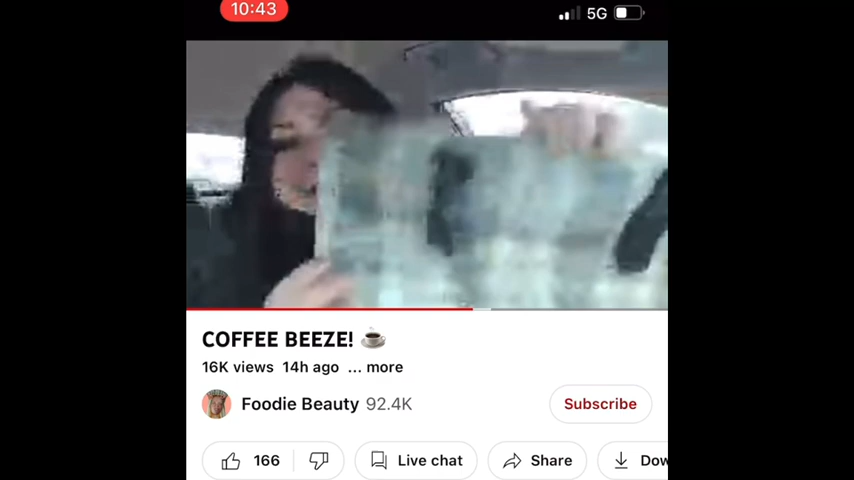 10:43
5G
COFFEE BEEZE! ☕
16K views 14h ago ... more
Foodie Beauty 92.4K
Subscribe
166
Live chat
Share
Dow